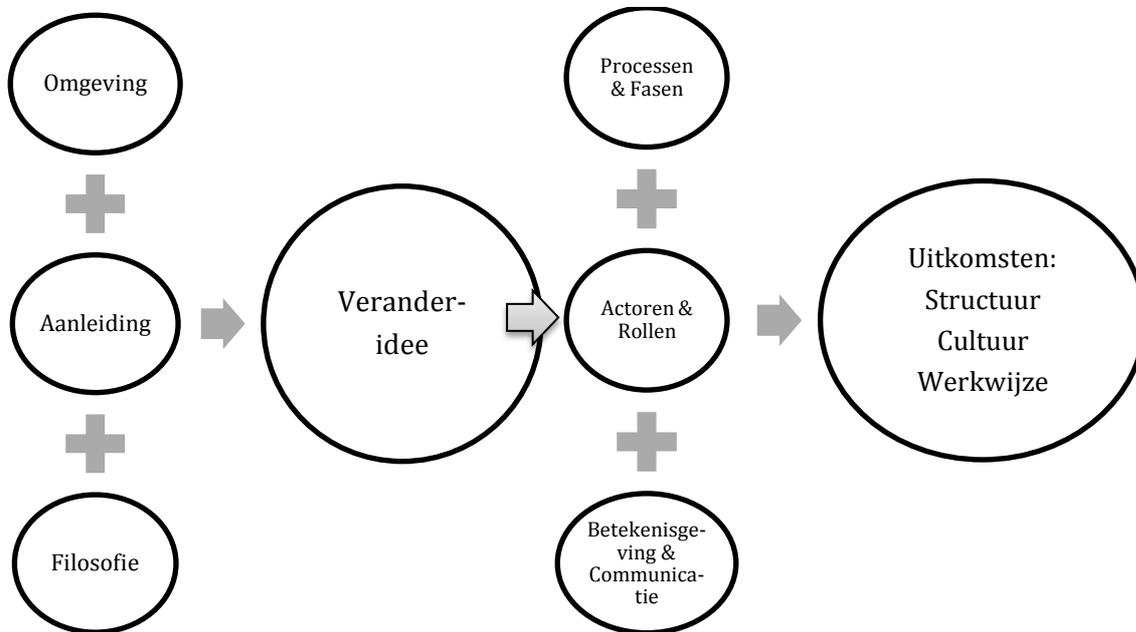 Omgeving
Aanleiding
Filosofie
Verander-
idee
Processen
& Fasen
Actoren &
Rollen
Betekenisge-
ving &
Communica-
tie
Uitkomsten:
Structuur
Cultuur
Werkwijze